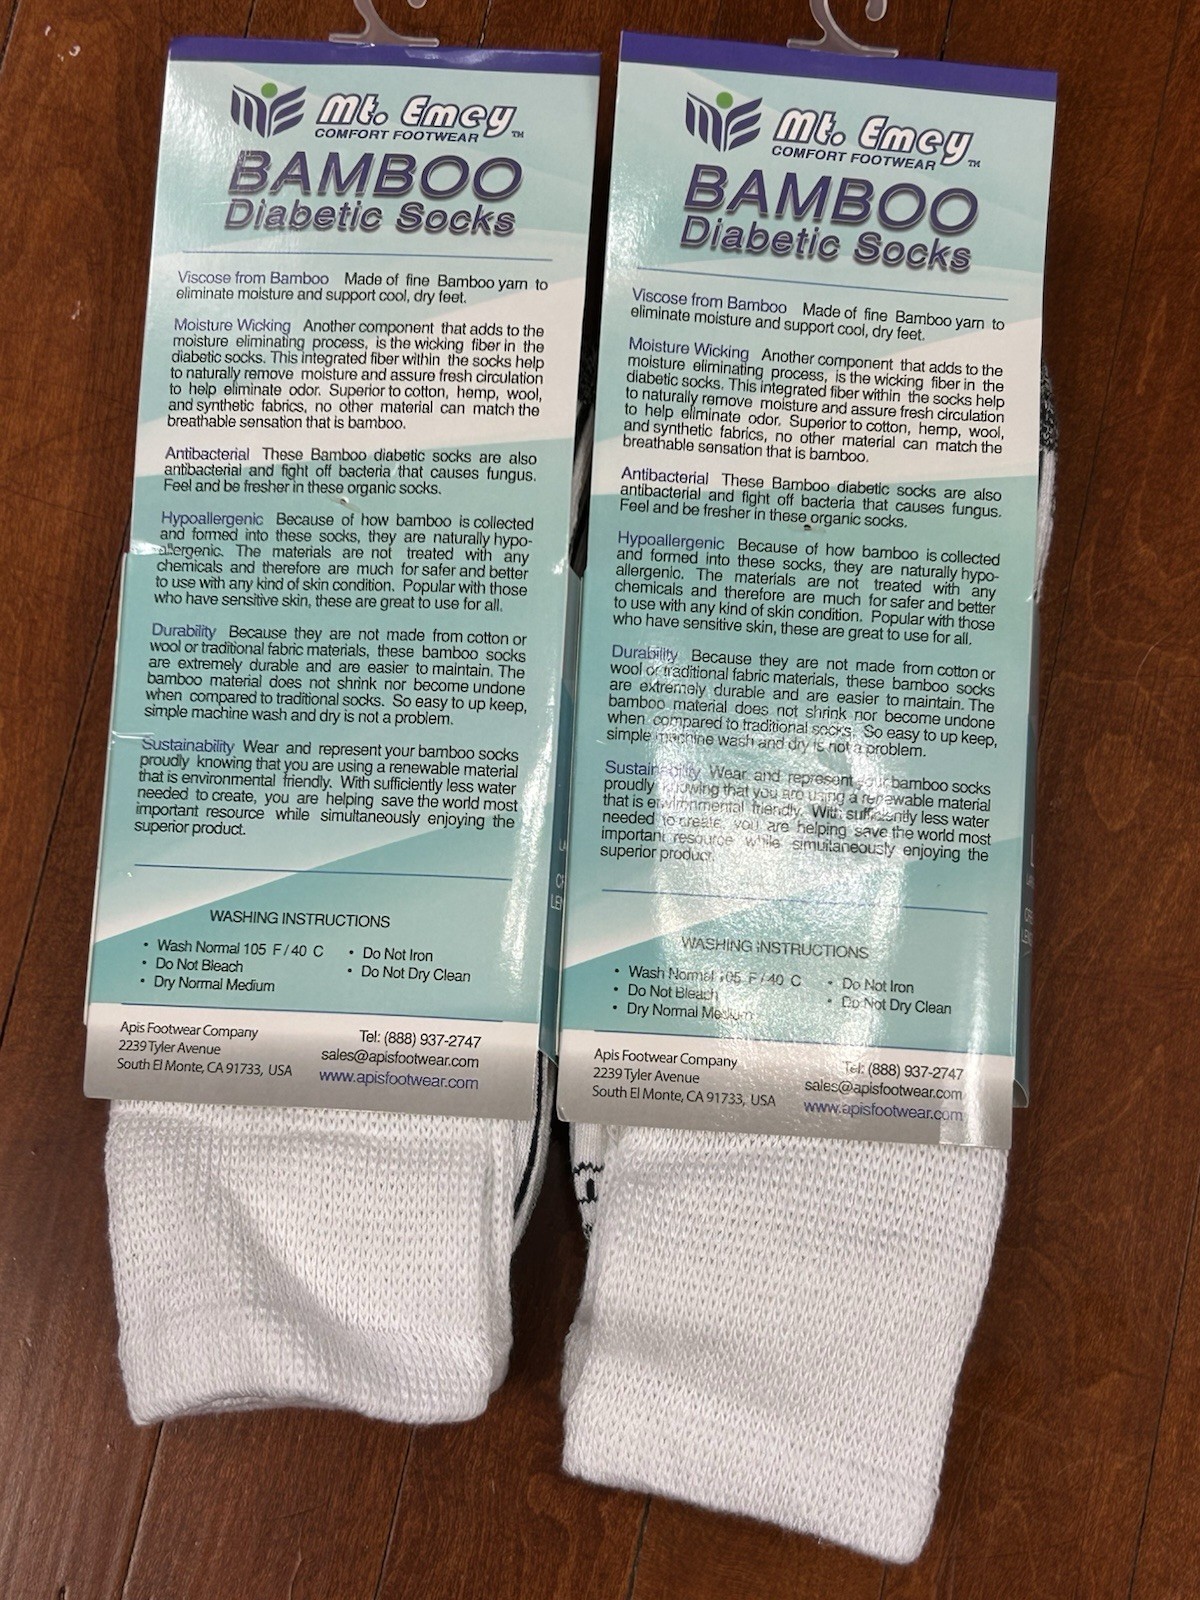 Mt. Emey™
COMFORT FOOTWEAR
BAMBOO
Diabetic Socks
Viscose from Bamboo Made of fine Bamboo yarn to
eliminate moisture and support cool, dry feet.
Moisture Wicking Another component that adds to the
moisture eliminating process, is the wicking fiber in the
diabetic socks. This integrated fiber within the socks help
to naturally remove moisture and assure fresh circulation
to help eliminate odor. Superior to cotton, hemp, wool,
and synthetic fabrics, no other material can match the
breathable sensation that is bamboo.
Antibacterial These Bamboo diabetic socks are also
antibacterial and fight off bacteria that causes fungus.
Feel and be fresher in these organic socks.
Hypoallergenic Because of how bamboo is collected
and formed into these socks, they are naturally hypo-
allergenic. The materials are not treated with any
chemicals and therefore are much for safer and better
to use with any kind of skin condition. Popular with those
who have sensitive skin, these are great to use for all.
Durability Because they are not made from cotton or
wool or traditional fabric materials, these bamboo socks
are extremely durable and are easier to maintain. The
bamboo material does not shrink nor become undone
when compared to traditional socks. So easy to up keep,
simple machine wash and dry is not a problem.
Sustainability Wear and represent your bamboo socks
proudly knowing that you are using a renewable material
that is environmental friendly. With sufficiently less water
needed to create, you are helping save the world most
important resource while simultaneously enjoying the
superior product.
WASHING INSTRUCTIONS
• Wash Normal 105 F / 40 C
• Do Not Bleach
• Dry Normal Medium
• Do Not Iron
• Do Not Dry Clean
Apis Footwear Company
2239 Tyler Avenue
South El Monte, CA 91733, USA
Tel: (888) 937-2747
sales@apisfootwear.com
www.apisfootwear.com
Mt. Emey™
COMFORT FOOTWEAR
BAMBOO
Diabetic Socks
Viscose from Bamboo Made of fine Bamboo yarn to
eliminate moisture and support cool, dry feet.
Moisture Wicking Another component that adds to the
moisture eliminating process, is the wicking fiber in the
diabetic socks. This integrated fiber within the socks help
to naturally remove moisture and assure fresh circulation
to help eliminate odor. Superior to cotton, hemp, wool,
and synthetic fabrics, no other material can match the
breathable sensation that is bamboo.
Antibacterial These Bamboo diabetic socks are also
antibacterial and fight off bacteria that causes fungus.
Feel and be fresher in these organic socks.
Hypoallergenic Because of how bamboo is collected
and formed into these socks, they are naturally hypo-
allergenic. The materials are not treated with any
chemicals and therefore are much for safer and better
to use with any kind of skin condition. Popular with those
who have sensitive skin, these are great to use for all.
Durability Because they are not made from cotton or
wool or traditional fabric materials, these bamboo socks
are extremely durable and are easier to maintain. The
bamboo material does not shrink nor become undone
when compared to traditional socks. So easy to up keep,
simple machine wash and dry is not a problem.
Sustainability Wear and represent your bamboo socks
proudly knowing that you are using a renewable material
that is environmental friendly. With sufficiently less water
needed to create, you are helping save the world most
important resource while simultaneously enjoying the
superior product.
WASHING INSTRUCTIONS
• Wash Normal 105 F / 40 C
• Do Not Bleach
• Dry Normal Medium
• Do Not Iron
• Do Not Dry Clean
Apis Footwear Company
2239 Tyler Avenue
South El Monte, CA 91733, USA
Tel: (888) 937-2747
sales@apisfootwear.com
www.apisfootwear.com